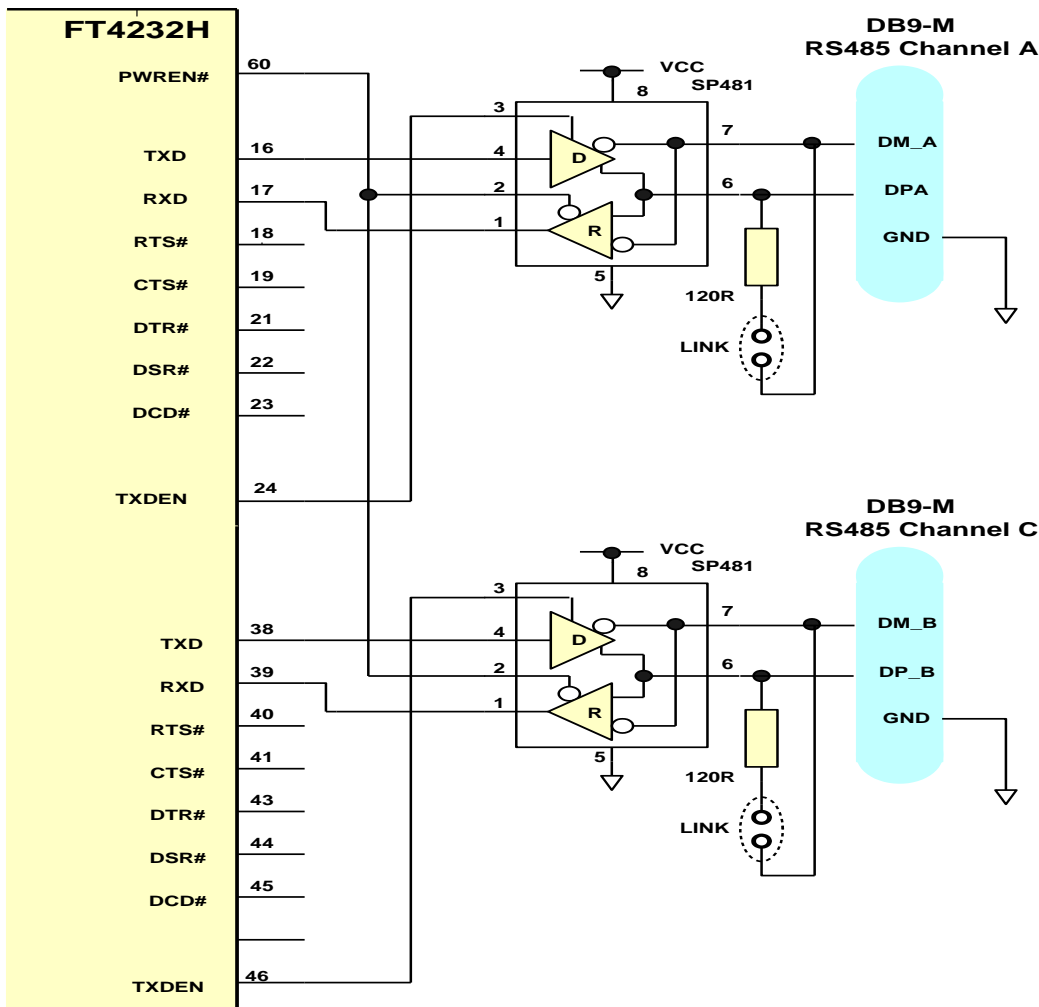 FT4232H
PWREN#
60
TXD
16
RXD
17
RTS#
18
CTS#
19
DTR#
21
DSR#
22
DCD#
23
TXDEN
24
TXD
38
RXD
39
RTS#
40
CTS#
41
DTR#
43
DSR#
44
DCD#
45
TXDEN
46
VCC
SP481
8
3
4
2
1
D
R
7
6
5
120R
LINK
DB9-M
RS485 Channel A
DM_A
DPA
GND
VCC
SP481
8
3
4
2
1
D
R
7
6
5
120R
LINK
DB9-M
RS485 Channel C
DM_B
DP_B
GND